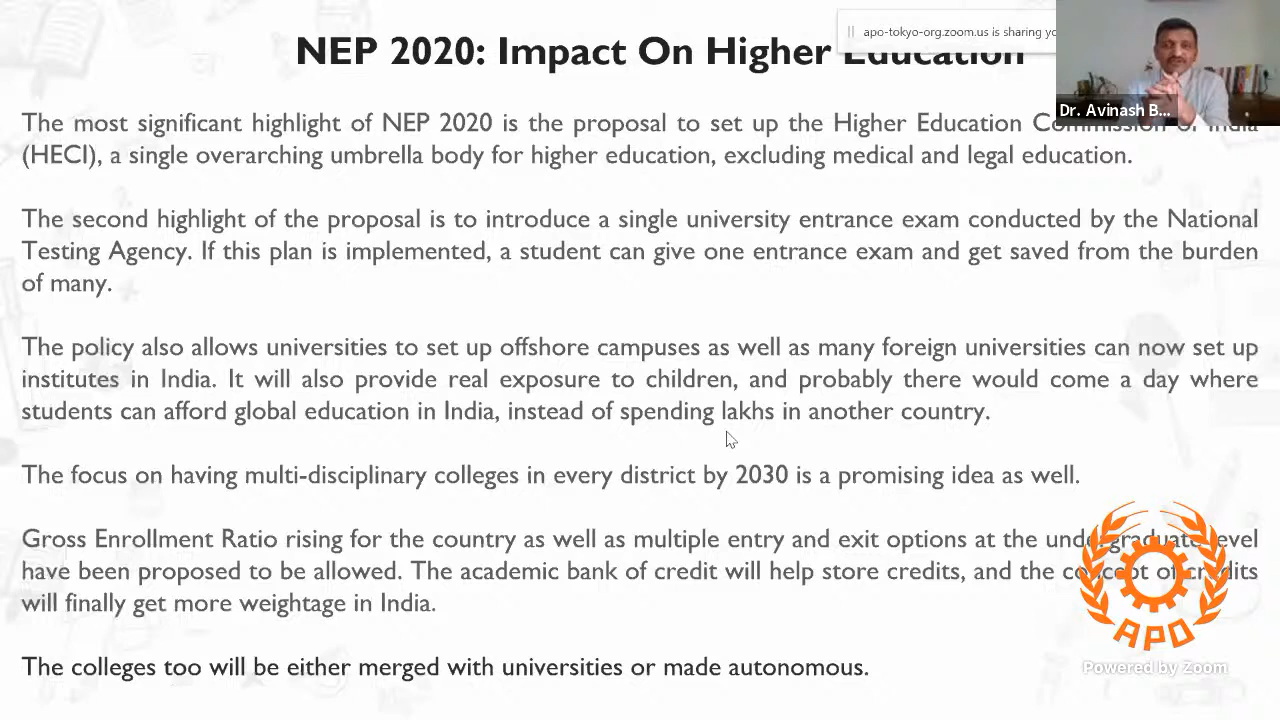 NEP 2020: Impact On Higher Education
apo-tokyo-org.zoom.us is sharing yo
Dr. Avinash B...
The most significant highlight of NEP 2020 is the proposal to set up the Higher Education Commission of India
(HECI), a single overarching umbrella body for higher education, excluding medical and legal education.
The second highlight of the proposal is to introduce a single university entrance exam conducted by the National
Testing Agency. If this plan is implemented, a student can give one entrance exam and get saved from the burden
of many.
The policy also allows universities to set up offshore campuses as well as many foreign universities can now set up
institutes in India. It will also provide real exposure to children, and probably there would come a day where
students can afford global education in India, instead of spending lakhs in another country.
The focus on having multi-disciplinary colleges in every district by 2030 is a promising idea as well.
Gross Enrollment Ratio rising for the country as well as multiple entry and exit options at the undergraduate level
have been proposed to be allowed. The academic bank of credit will help store credits, and the concept of credits
will finally get more weightage in India.
The colleges too will be either merged with universities or made autonomous.
APO
Powered by Zoom